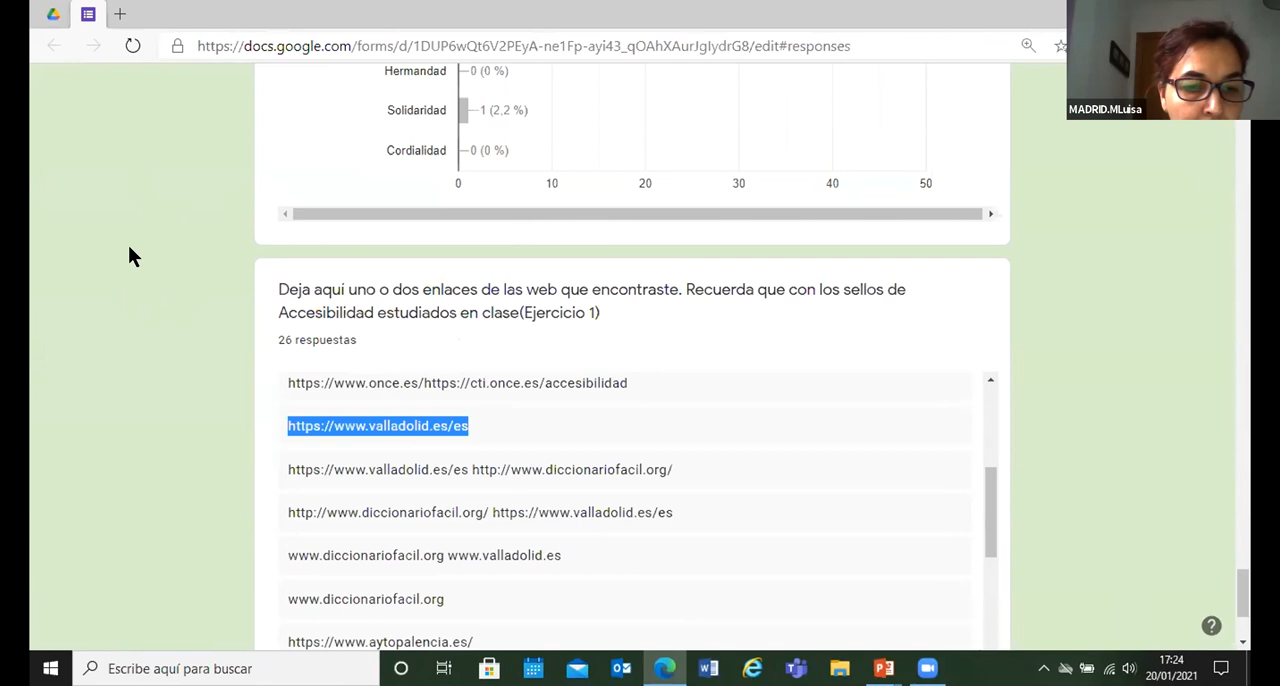 https://docs.google.com/forms/d/1DUP6wQt6V2PEyA-ne1Fp-ayi43_qOAhXAurJgIydrG8/edit#responses
MADRID.MLuisa
Hermandad
0 (0 %)
Solidaridad
1 (2,2 %)
Cordialidad
0 (0 %)
0 10 20 30 40 50
Deja aquí uno o dos enlaces de las web que encontraste. Recuerda que con los sellos de
Accesibilidad estudiados en clase(Ejercicio 1)
26 respuestas
https://www.once.es/https://cti.once.es/accesibilidad
https://www.valladolid.es/es
https://www.valladolid.es/es http://www.diccionariofacil.org/
http://www.diccionariofacil.org/ https://www.valladolid.es/es
www.diccionariofacil.org www.valladolid.es
www.diccionariofacil.org
https://www.aytopalencia.es/
Escribe aquí para buscar
17:24
20/01/2021